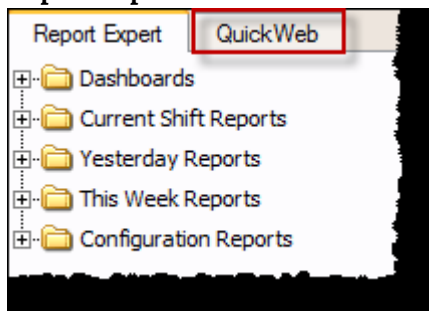 Report Expert QuickWeb
Dashboards
Current Shift Reports
Yesterday Reports
This Week Reports
Configuration Reports